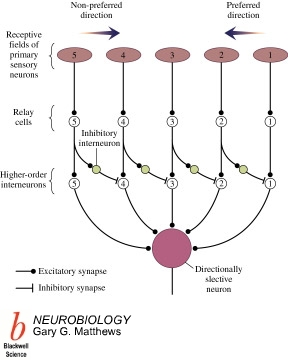 Non-preferred
direction
Preferred
direction
Receptive
fields of
primary
sensory
neurons
5 4 3 2 1
Relay
cells
5 4 3 2 1
Inhibitory
interneuron
Higher-order
interneurons
5 4 3 2 1
Excitatory synapse
Inhibitory synapse
Directionally
slective
neuron
b
Blackwell
Science
NEUROBIOLOGY
Gary G. Matthews